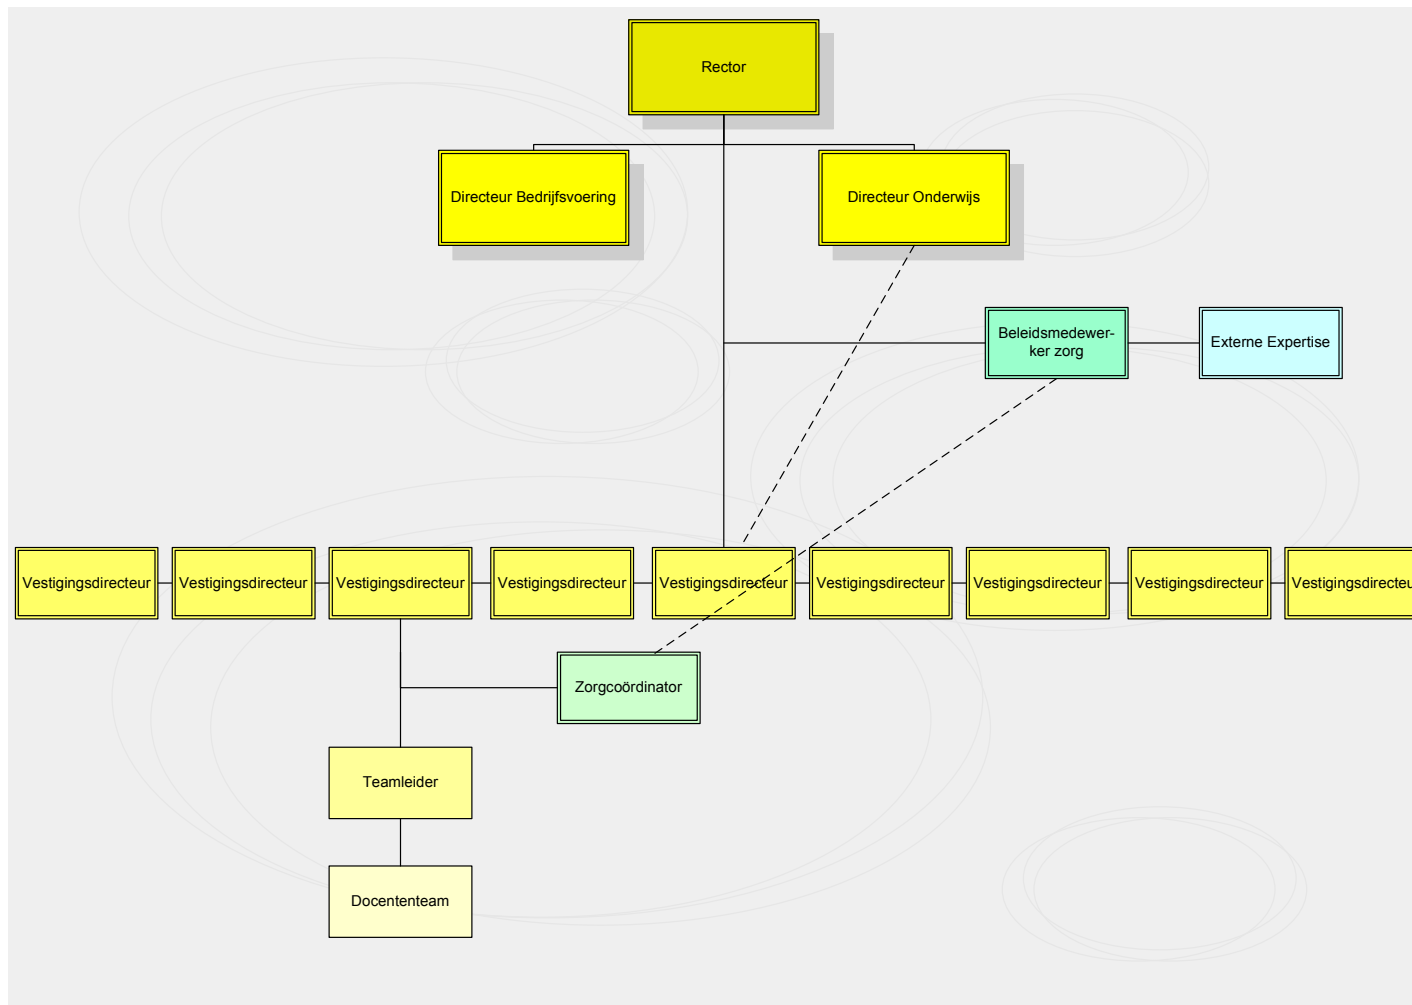 Rector
Directeur Bedrijfsvoering
Directeur Onderwijs
Beleidsmedewer-
ker zorg
Externe Expertise
Vestigingsdirecteur
Vestigingsdirecteur
Vestigingsdirecteur
Vestigingsdirecteur
Vestigingsdirecteur
Vestigingsdirecteur
Vestigingsdirecteur
Vestigingsdirecteur
Vestigingsdirecteu
Zorgcoördinator
Teamleider
Docententeam